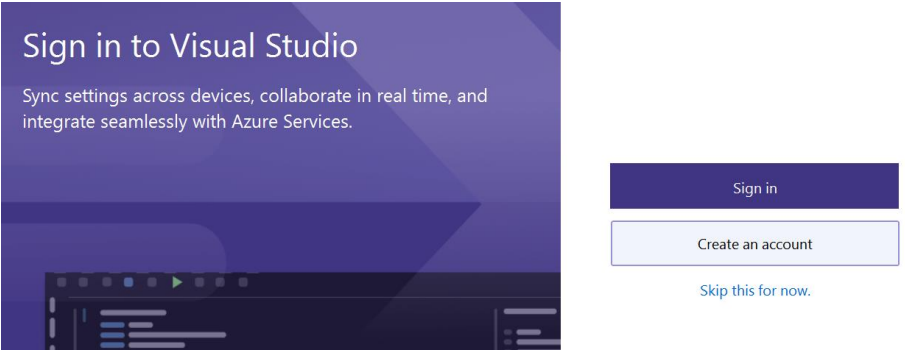 Sign in to Visual Studio
Sync settings across devices, collaborate in real time, and
integrate seamlessly with Azure Services.
Sign in
Create an account
Skip this for now.